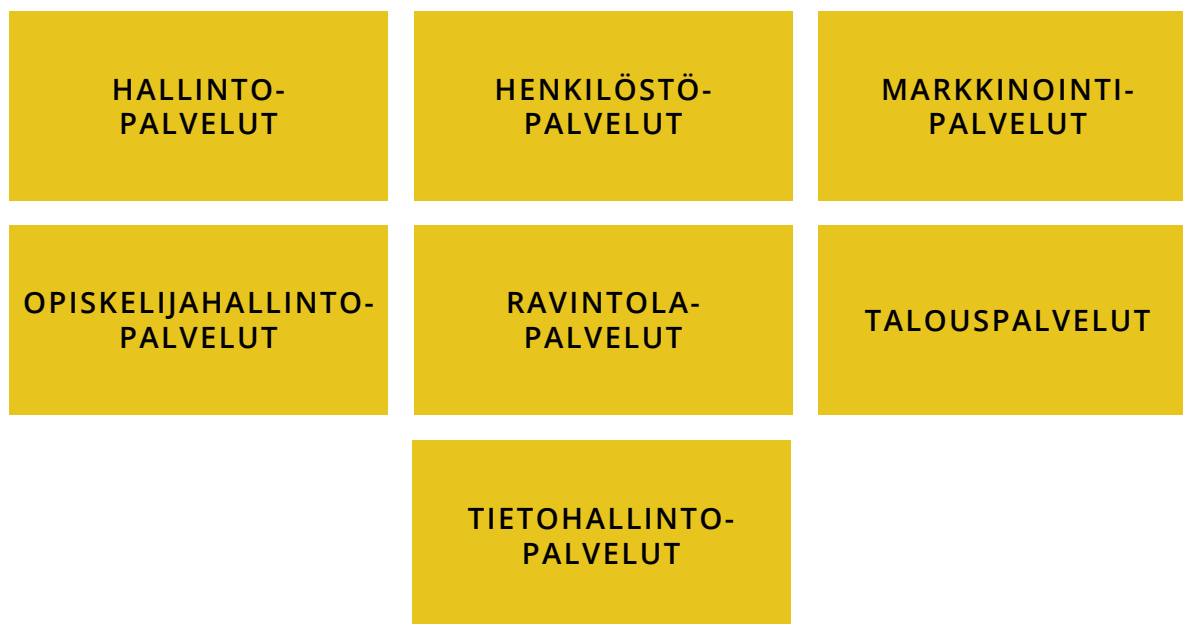 HALLINTO-
PALVELUT
HENKILÖSTÖ-
PALVELUT
MARKKINOINTI-
PALVELUT
OPISKELIJAHALLINTO-
PALVELUT
RAVINTOLA-
PALVELUT
TALOUSPALVELUT
TIETOHALLINTO-
PALVELUT